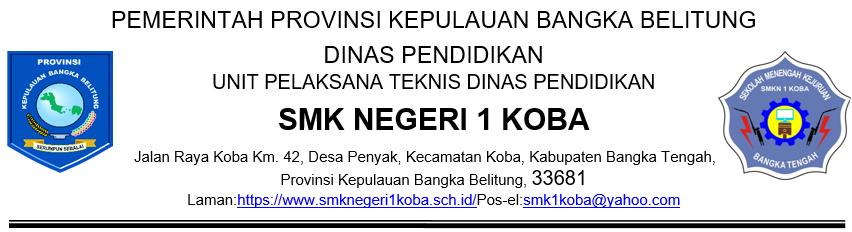 PEMERINTAH PROVINSI KEPULAUAN BANGKA BELITUNG
DINAS PENDIDIKAN
UNIT PELAKSANA TEKNIS DINAS PENDIDIKAN
SMK NEGERI 1 KOBA
Jalan Raya Koba Km. 42, Desa Penyak, Kecamatan Koba, Kabupaten Bangka Tengah,
Provinsi Kepulauan Bangka Belitung, 33681
Laman:https://www.smknegeri1koba.sch.id/Pos-el:smk1koba@yahoo.com
PROVINSI
KEPULAUAN BANGKA BELITUNG
SERUMPUN SEBALAI
SEKOLAH MENENGAH KEJURUAN
SMKN 1 KOBA
BANGKA TENGAH